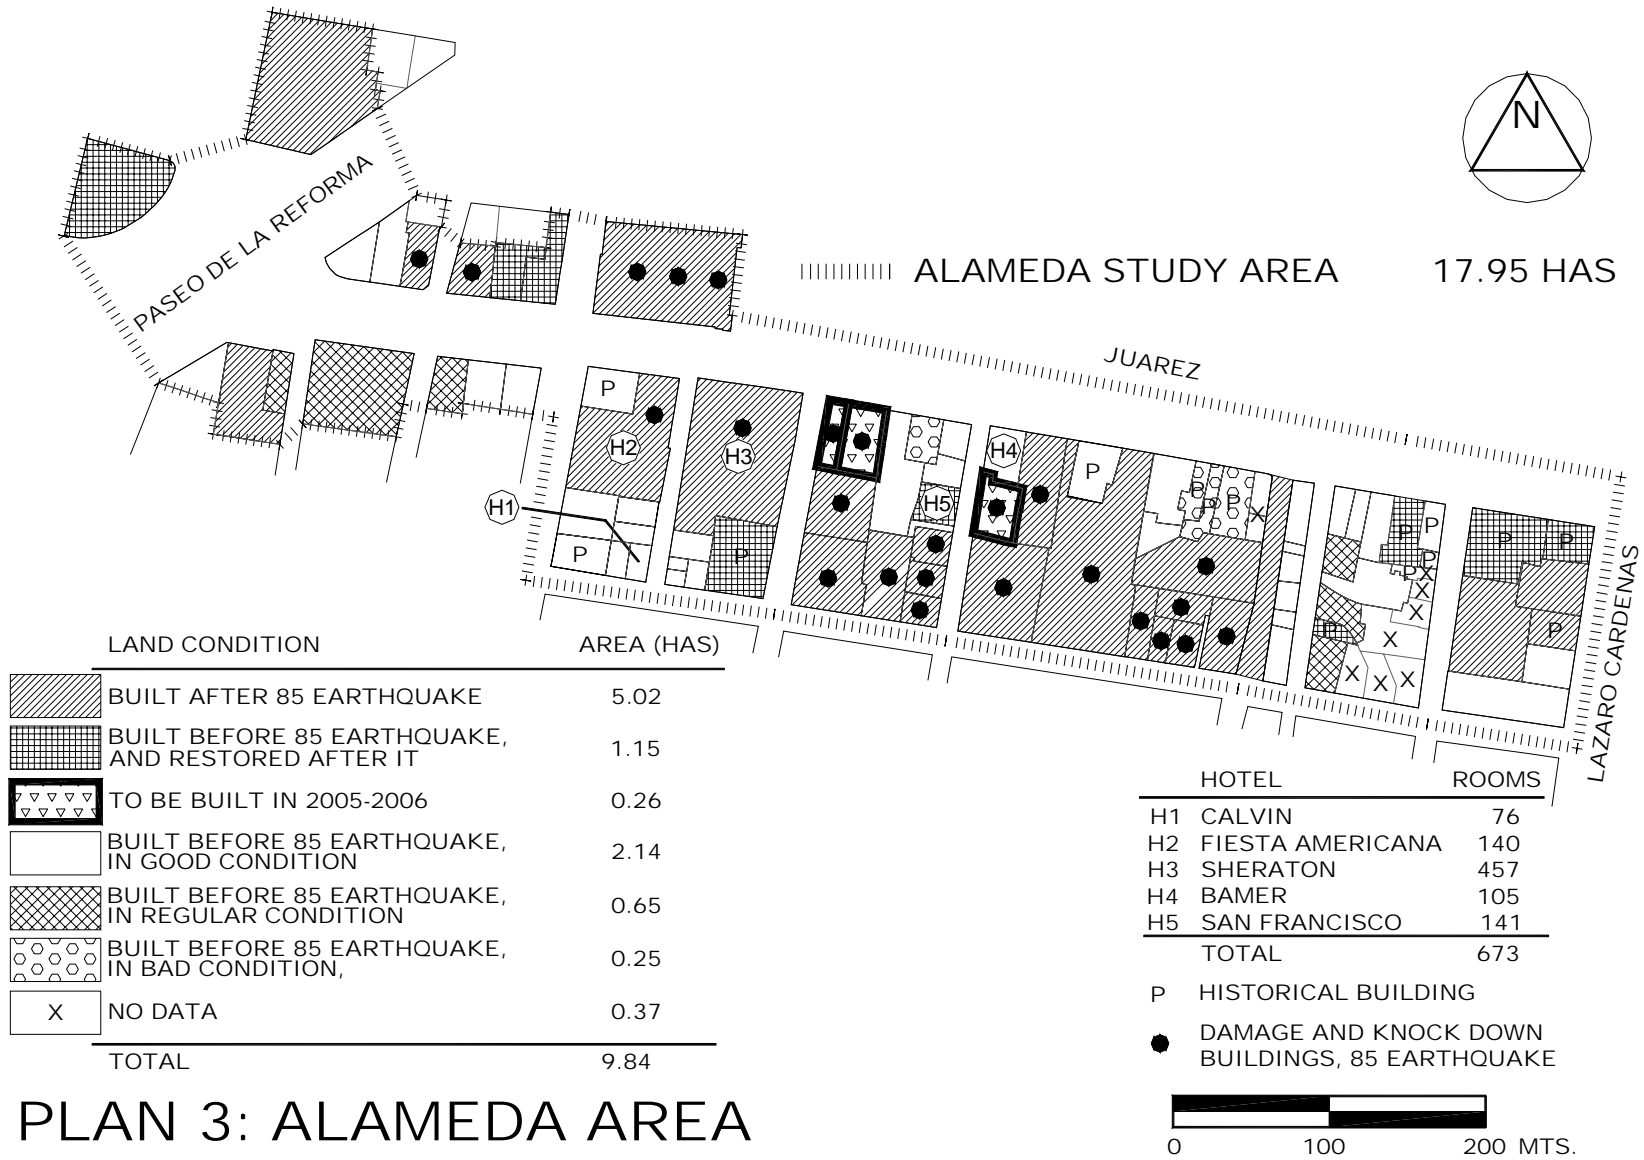 N
PASEO DE LA REFORMA
ALAMEDA STUDY AREA 17.95 HAS
JUAREZ
LAZARO CARDENAS
P
H2
H3
H1
P
P
H5
H4
P
P
P
P
X
P
P
P
P
X
X
X
P
X
X
X
X
P
P
P
LAND CONDITION AREA (HAS)
BUILT AFTER 85 EARTHQUAKE 5.02
BUILT BEFORE 85 EARTHQUAKE,
AND RESTORED AFTER IT 1.15
TO BE BUILT IN 2005-2006 0.26
BUILT BEFORE 85 EARTHQUAKE,
IN GOOD CONDITION 2.14
BUILT BEFORE 85 EARTHQUAKE,
IN REGULAR CONDITION 0.65
BUILT BEFORE 85 EARTHQUAKE,
IN BAD CONDITION, 0.25
X NO DATA 0.37
TOTAL 9.84
PLAN 3: ALAMEDA AREA
HOTEL ROOMS
H1 CALVIN 76
H2 FIESTA AMERICANA 140
H3 SHERATON 457
H4 BAMER 105
H5 SAN FRANCISCO 141
TOTAL 673
P HISTORICAL BUILDING
DAMAGE AND KNOCK DOWN
BUILDINGS, 85 EARTHQUAKE
0 100 200 MTS.